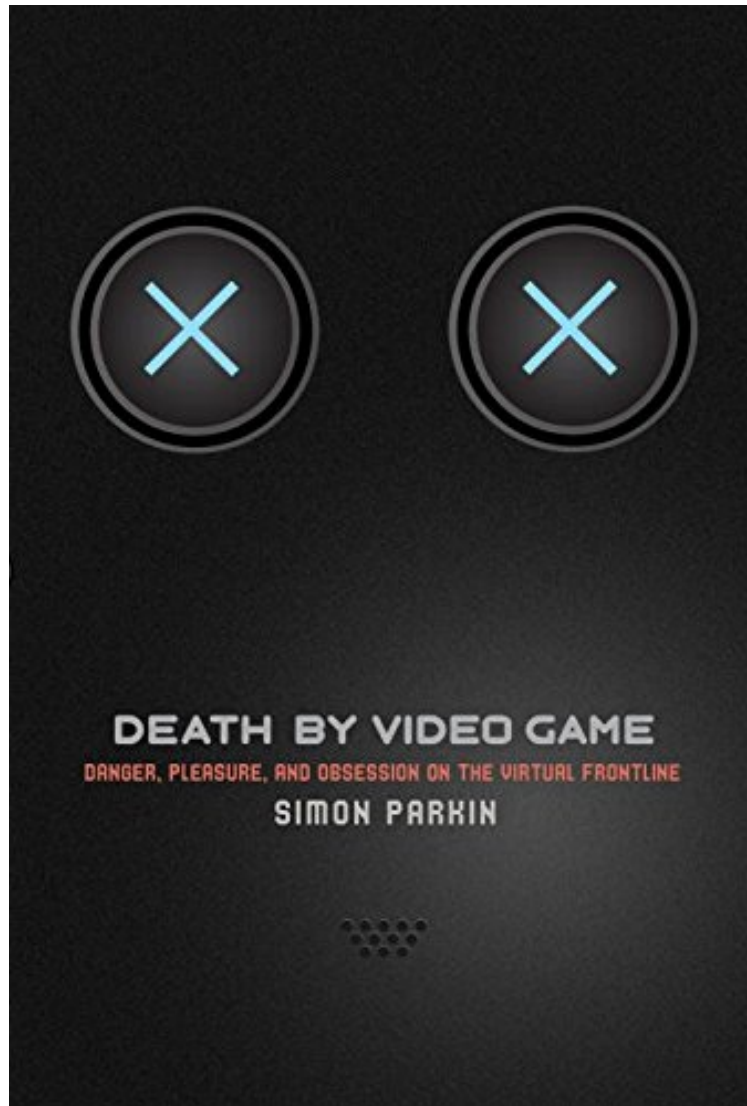 DEATH BY VIDEO GAME
DANGER, PLEASURE, AND OBSESSION ON THE VIRTUAL FRONTLINE
SIMON PARKIN